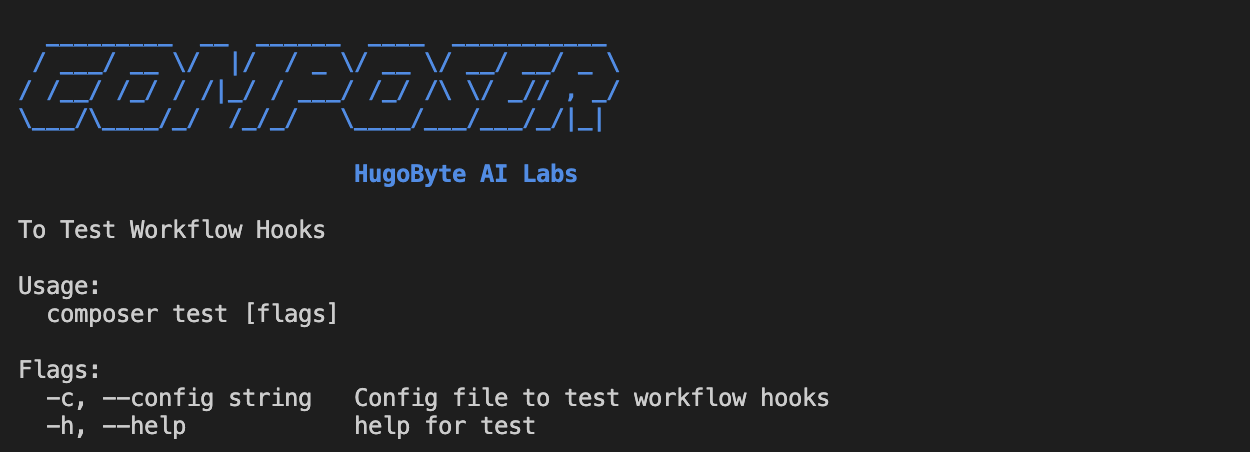 COMPOSER
HugoByte AI Labs
To Test Workflow Hooks
Usage:
composer test [flags]
Flags:
-c, --config string   Config file to test workflow hooks
-h, --help            help for test